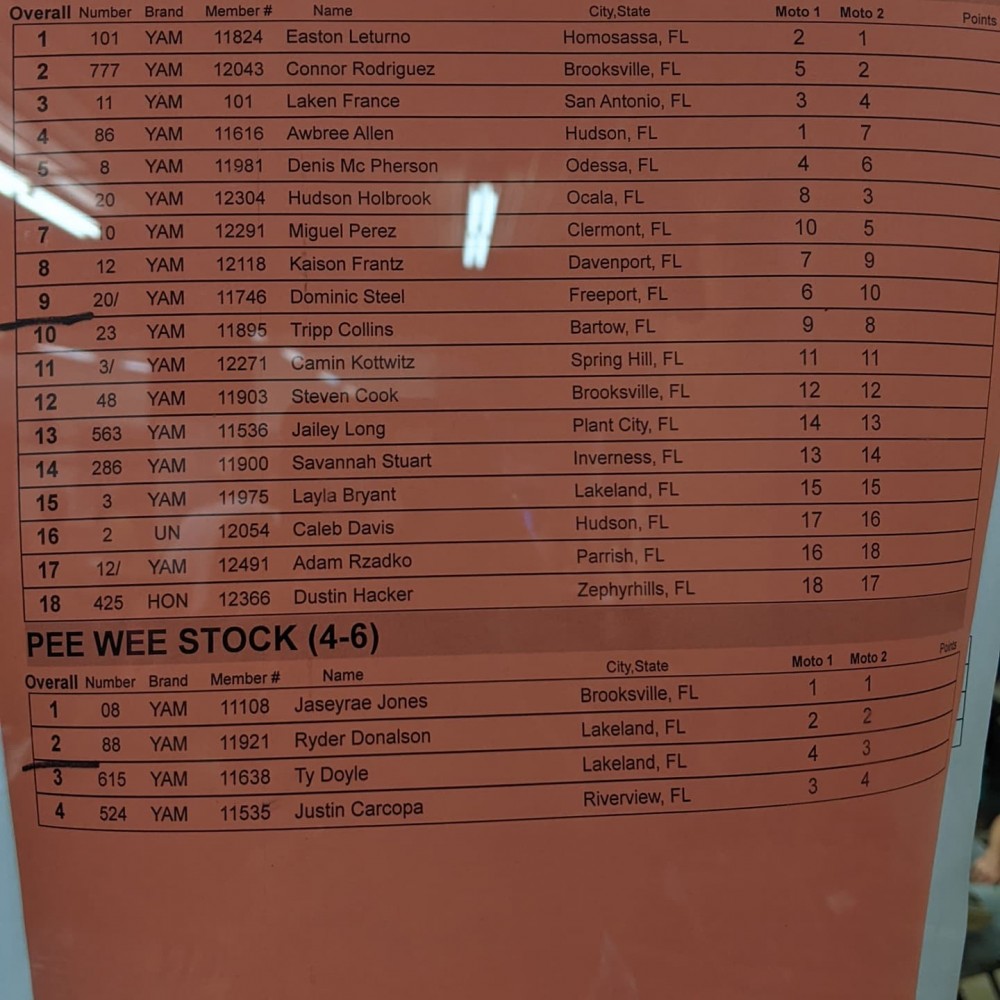 Overall Number Brand Member # Name City,State Moto 1 Moto 2 Points
1 101 YAM 11824 Easton Leturno Homosassa, FL 2 1
2 777 YAM 12043 Connor Rodriguez Brooksville, FL 5 2
3 11 YAM 101 Laken France San Antonio, FL 3 4
4 86 YAM 11616 Awbree Allen Hudson, FL 1 7
5 8 YAM 11981 Denis Mc Pherson Odessa, FL 4 6
20 YAM 12304 Hudson Holbrook Ocala, FL 8 3
7 10 YAM 12291 Miguel Perez Clermont, FL 10 5
8 12 YAM 12118 Kaison Frantz Davenport, FL 7 9
9 20/ YAM 11746 Dominic Steel Freeport, FL 6 10
10 23 YAM 11895 Tripp Collins Bartow, FL 9 8
11 3/ YAM 12271 Camin Kottwitz Spring Hill, FL 11 11
12 48 YAM 11903 Steven Cook Brooksville, FL 12 12
13 563 YAM 11536 Jailey Long Plant City, FL 14 13
14 286 YAM 11900 Savannah Stuart Inverness, FL 13 14
15 3 YAM 11975 Layla Bryant Lakeland, FL 15 15
16 2 UN 12054 Caleb Davis Hudson, FL 17 16
17 12/ YAM 12491 Adam Rzadko Parrish, FL 16 18
18 425 HON 12366 Dustin Hacker Zephyrhills, FL 18 17
PEE WEE STOCK (4-6)
Overall Number Brand Member # Name City,State Moto 1 Moto 2 Points
1 08 YAM 11108 Jaseyrae Jones Brooksville, FL 1 1
2 88 YAM 11921 Ryder Donalson Lakeland, FL 2 2
3 615 YAM 11638 Ty Doyle Lakeland, FL 4 3
4 524 YAM 11535 Justin Carcopa Riverview, FL 3 4